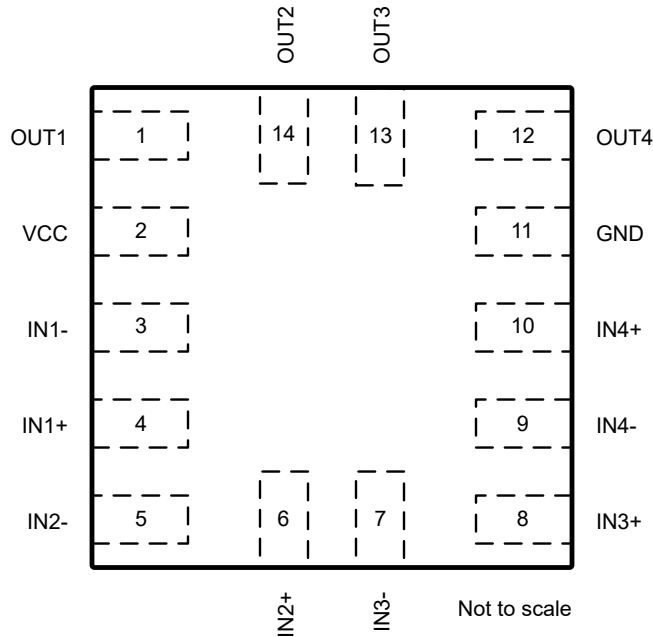 OUT2 OUT3
OUT1 1 14 13 12 OUT4
VCC 2 11 GND
IN1- 3 10 IN4+
IN1+ 4 9 IN4-
IN2- 5 6 7 8 IN3+
IN2+ IN3- Not to scale